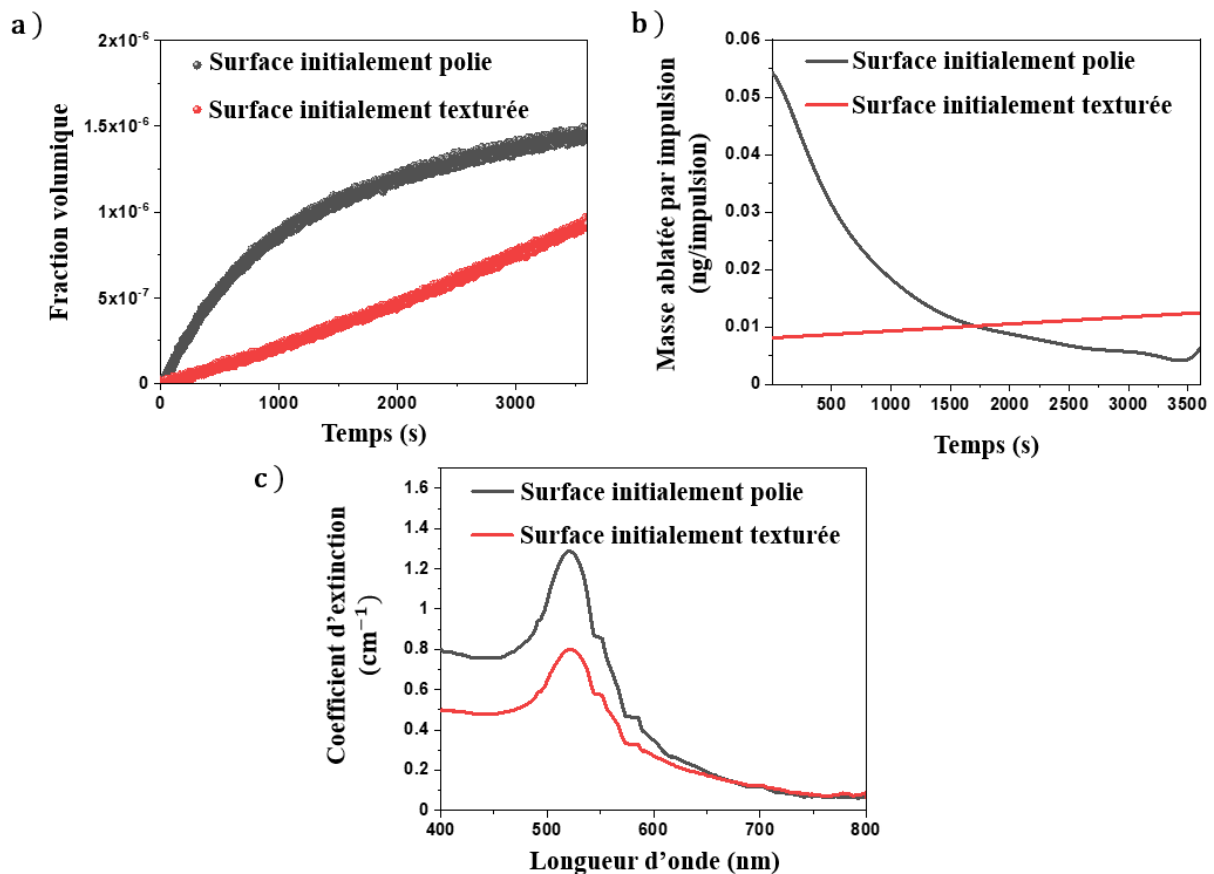 a )
2x10⁻⁶
1.5x10⁻⁶
1x10⁻⁶
5x10⁻⁷
0
Fraction volumique
Surface initialement polie
Surface initialement texturée
0 1000 2000 3000
Temps (s)
b )
0.06
0.05
0.04
0.03
0.02
0.01
0
Masse ablatée par impulsion
(ng/impulsion)
Surface initialement polie
Surface initialement texturée
500 1000 1500 2000 2500 3000 3500
Temps (s)
c )
1.6
1.4
1.2
1
0.8
0.6
0.4
0.2
0
Coefficient d’extinction
(cm⁻¹)
Surface initialement polie
Surface initialement texturée
400 500 600 700 800
Longueur d’onde (nm)